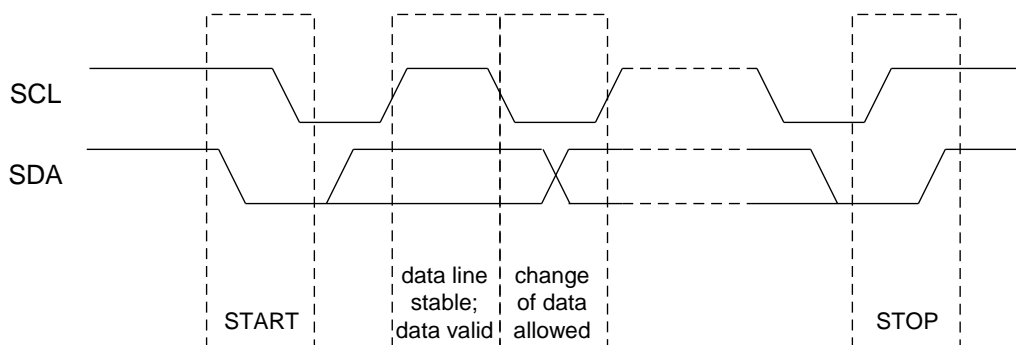 SCL
SDA
START
data line
stable;
data valid
change
of data
allowed
STOP